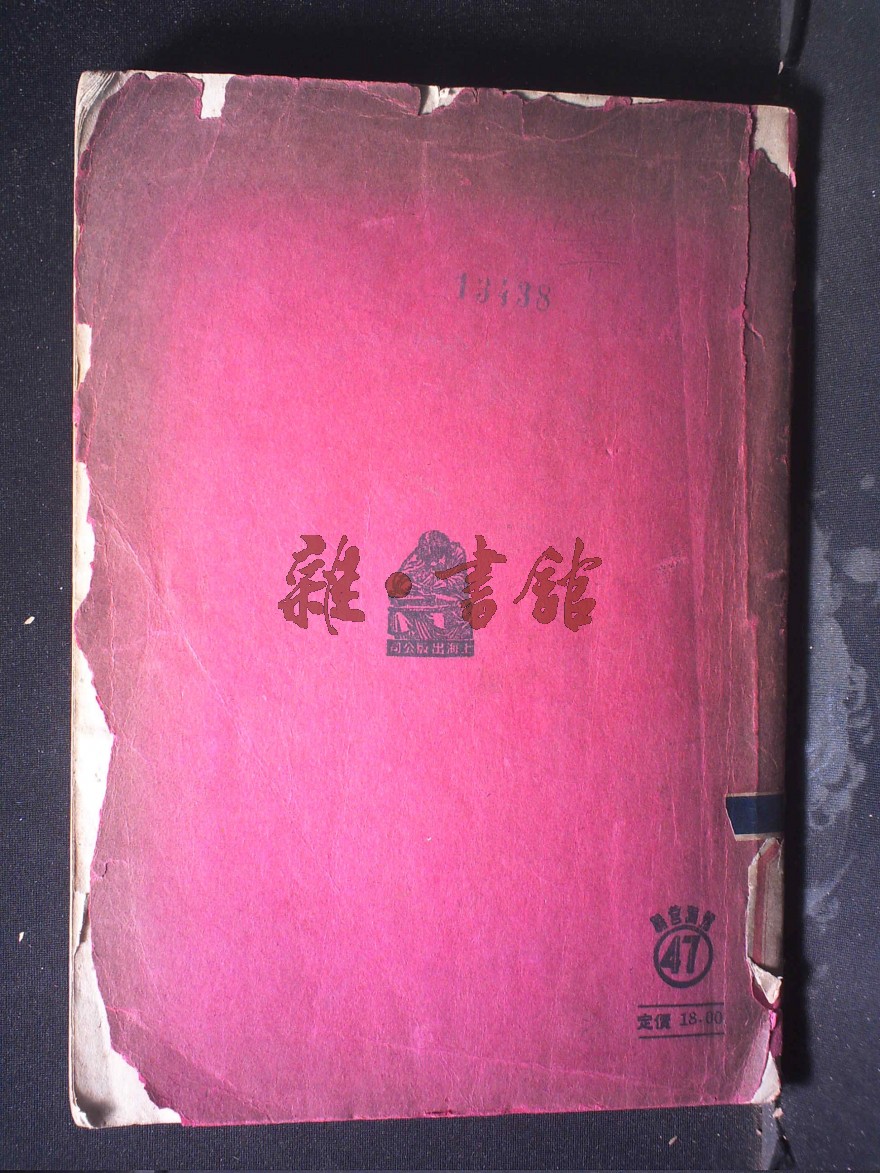 13438
雜·書館
上海出版公司
47
定價 18.00